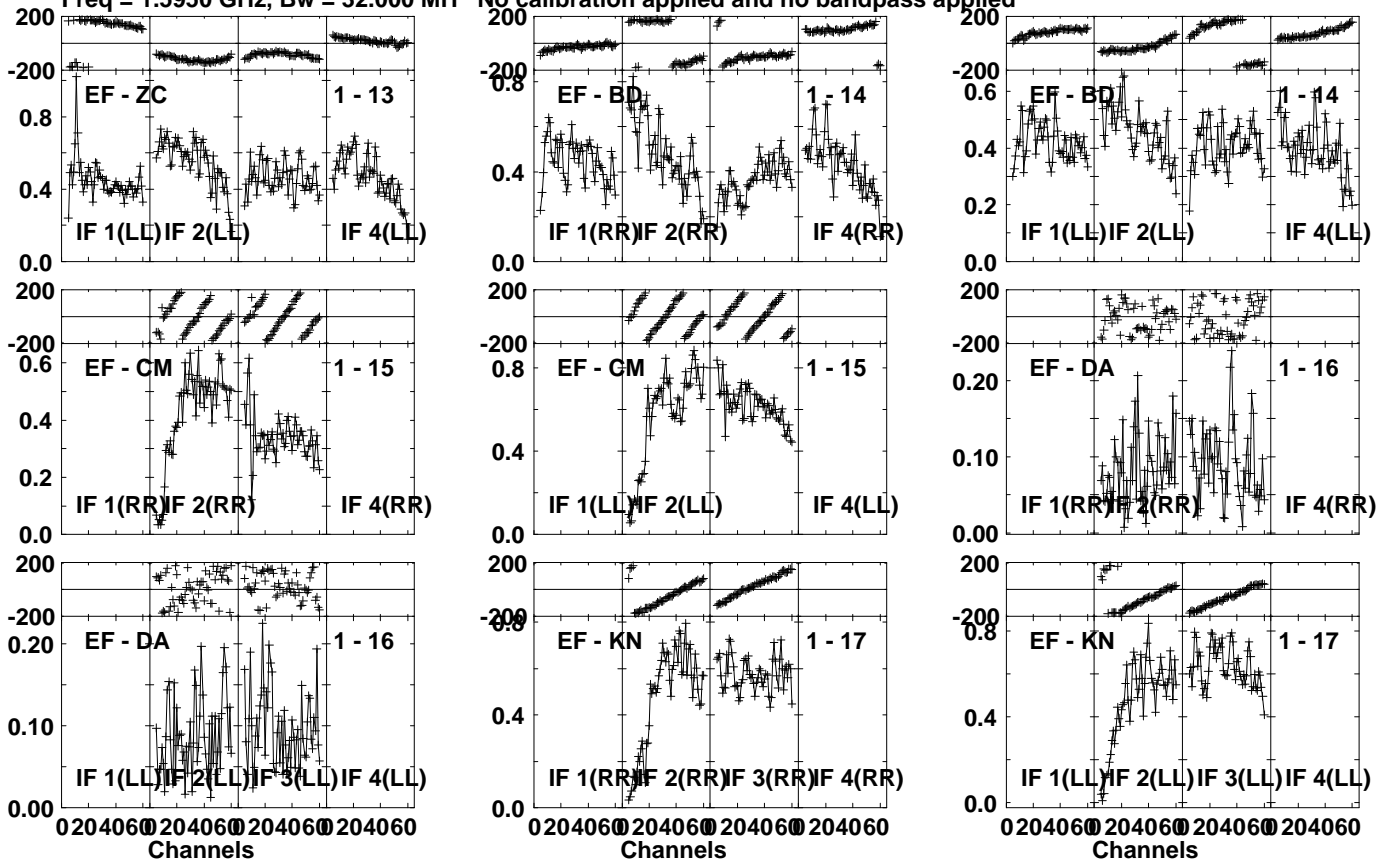 Freq = 1.5950 GHz, Bw = 32.000 MH No calibration applied and no bandpass applied
200
-200
EF - ZC 1 - 13
0.8
0.4
0.0
IF 1(LL) IF 2(LL) IF 4(LL)
200
-200
EF - BD 1 - 14
0.8
0.4
0.0
IF 1(RR) IF 2(RR) IF 4(RR)
200
-200
EF - BD 1 - 14
0.6
0.4
0.2
0.0
IF 1(LL) IF 2(LL) IF 4(LL)
200
-200
EF - CM 1 - 15
0.6
0.4
0.2
0.0
IF 1(RR) IF 2(RR) IF 4(RR)
200
-200
EF - CM 1 - 15
0.8
0.4
0.0
IF 1(LL) IF 2(LL) IF 4(LL)
200
-200
EF - DA 1 - 16
0.20
0.10
0.00
IF 1(RR) IF 2(RR) IF 4(RR)
200
-200
EF - DA 1 - 16
0.20
0.10
0.00
IF 1(LL) IF 2(LL) IF 3(LL) IF 4(LL)
0 20 40 60 0 20 40 60 0 20 40 60 0 20 40 60
Channels
200
-200
EF - KN 1 - 17
0.8
0.4
0.0
IF 1(RR) IF 2(RR) IF 3(RR) IF 4(RR)
0 20 40 60 0 20 40 60 0 20 40 60 0 20 40 60
Channels
200
-200
EF - KN 1 - 17
0.8
0.4
0.0
IF 1(LL) IF 2(LL) IF 3(LL) IF 4(LL)
0 20 40 60 0 20 40 60 0 20 40 60 0 20 40 60
Channels